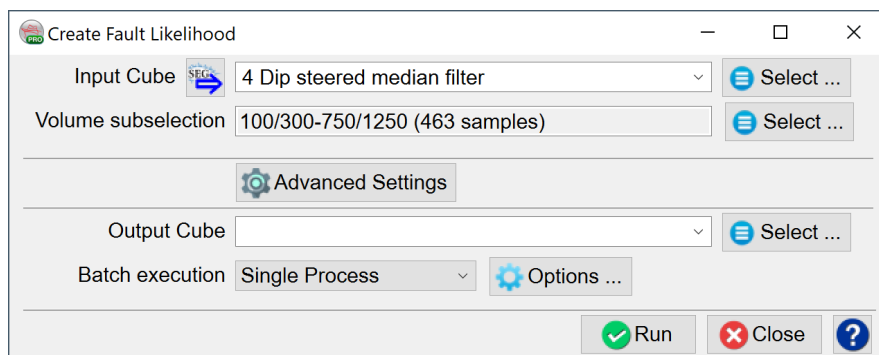 PRO Create Fault Likelihood
Input Cube SEG 4 Dip steered median filter Select ...
Volume subselection 100/300-750/1250 (463 samples) Select ...
Advanced Settings
Output Cube Select ...
Batch execution Single Process Options ...
Run Close ?